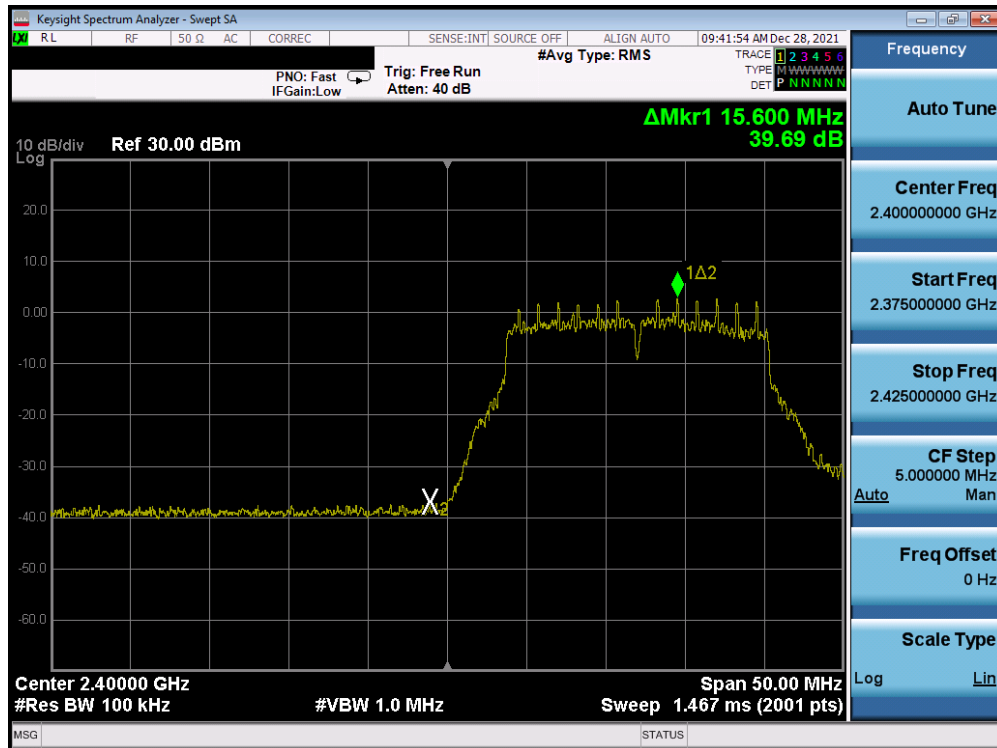 Keysight Spectrum Analyzer - Swept SA
LXI RL RF 50 Ω AC CORREC SENSE:INT SOURCE OFF ALIGN AUTO 09:41:54 AM Dec 28, 2021
#Avg Type: RMS
TRACE 1 2 3 4 5 6
TYPE M WWWWW
DET P N N N N N
PNO: Fast
IFGain:Low
Trig: Free Run
Atten: 40 dB
ΔMkr1 15.600 MHz
39.69 dB
10 dB/div
Log
Ref 30.00 dBm
20.0
10.0
0.00
-10.0
-20.0
-30.0
-40.0
-50.0
-60.0
1Δ2
X
Center 2.40000 GHz
Span 50.00 MHz
#Res BW 100 kHz
#VBW 1.0 MHz
Sweep 1.467 ms (2001 pts)
MSG
STATUS
Frequency
Auto Tune
Center Freq
2.400000000 GHz
Start Freq
2.375000000 GHz
Stop Freq
2.425000000 GHz
CF Step
5.000000 MHz
Auto Man
Freq Offset
0 Hz
Scale Type
Log Lin